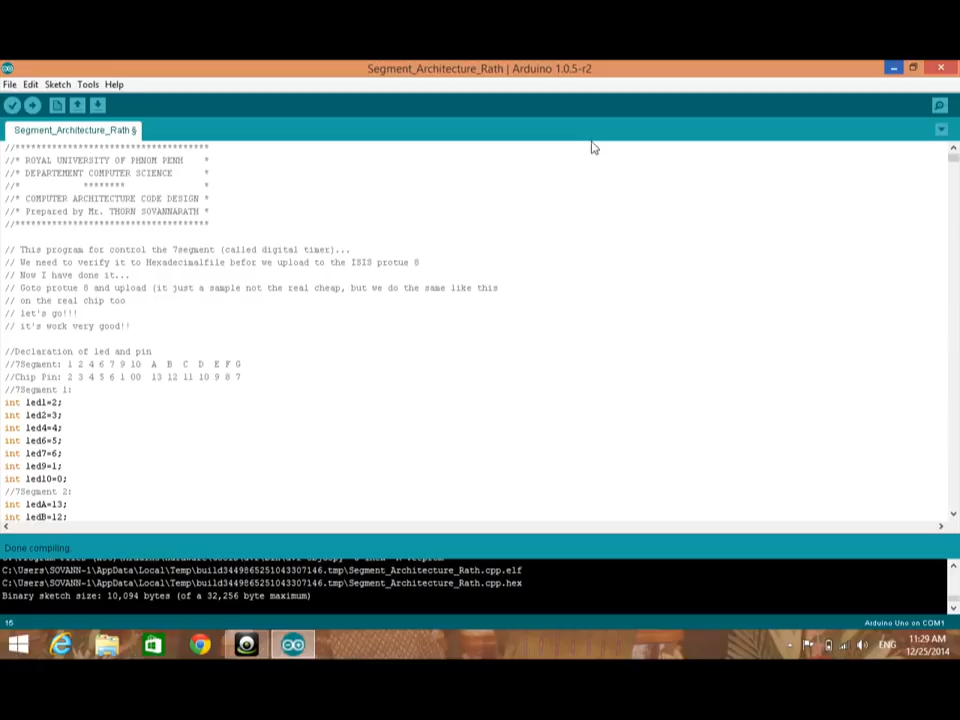 Segment_Architecture_Rath | Arduino 1.0.5-r2
File Edit Sketch Tools Help
Segment_Architecture_Rath §
//*************************************
//* ROYAL UNIVERSITY OF PHNOM PENH *
//* DEPARTEMENT COMPUTER SCIENCE *
//* ******** *
//* COMPUTER ARCHITECTURE CODE DESIGN *
//* Prepared by Mr. THORN SOVANNARATH *
//*************************************
// This program for control the 7segment (called digital timer)...
// We need to verify it to Hexadecimalfile befor we upload to the ISIS protue 8
// Now I have done it...
// Goto protue 8 and upload (it just a sample not the real cheap, but we do the same like this
// on the real chip too
// let's go!!!
// it's work very good!!
//Declaration of led and pin
//7Segment: 1 2 4 6 7 9 10 A B C D E F G
//Chip Pin: 2 3 4 5 6 1 00 13 12 11 10 9 8 7
//7Segment 1:
int led1=2;
int led2=3;
int led4=4;
int led6=5;
int led7=6;
int led9=1;
int led10=0;
//7Segment 2:
int ledA=13;
int ledB=12;
Done compiling.
C:\Users\SOVANN~1\AppData\Local\Temp\build3449865251043307146.tmp\Segment_Architecture_Rath.cpp.elf
C:\Users\SOVANN~1\AppData\Local\Temp\build3449865251043307146.tmp\Segment_Architecture_Rath.cpp.hex
Binary sketch size: 10,094 bytes (of a 32,256 byte maximum)
Arduino Uno on COM1
ENG
11:29 AM
12/25/2014